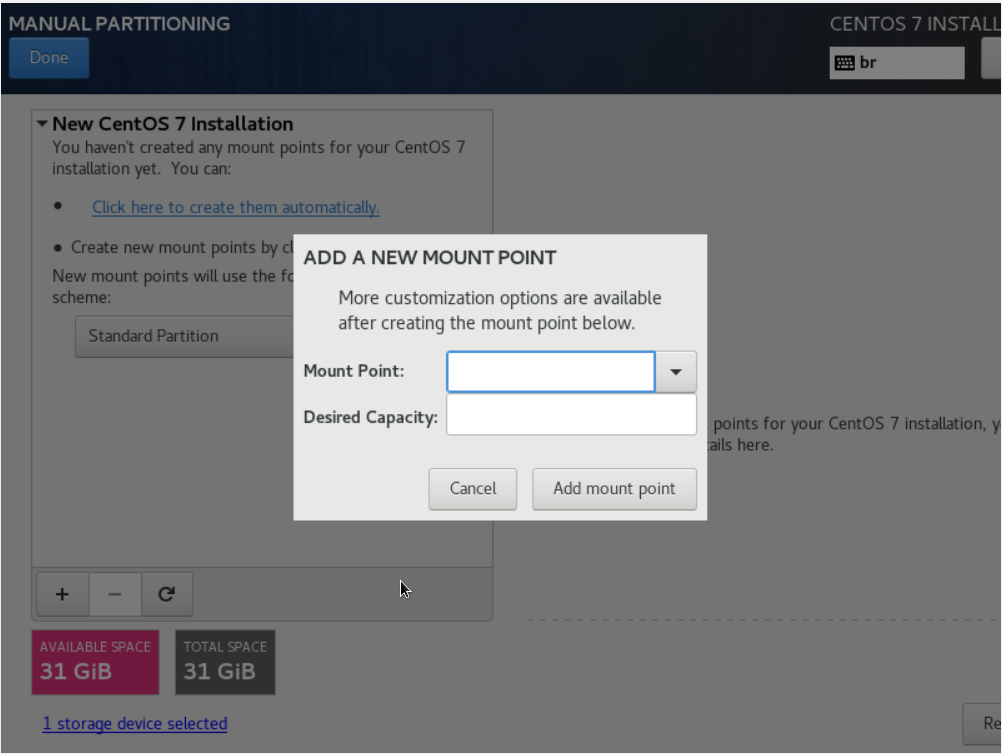 MANUAL PARTITIONING
CENTOS 7 INSTALL
Done
br
New CentOS 7 Installation
You haven't created any mount points for your CentOS 7
installation yet.  You can:
• Click here to create them automatically.
• Create new mount points by cl
New mount points will use the fo
scheme:
Standard Partition
ADD A NEW MOUNT POINT
More customization options are available
after creating the mount point below.
Mount Point:
Desired Capacity:
Cancel
Add mount point
points for your CentOS 7 installation, y
ails here.
+
−
AVAILABLE SPACE
31 GiB
TOTAL SPACE
31 GiB
1 storage device selected
Re